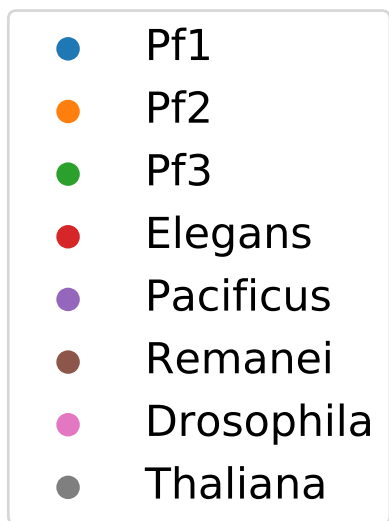 Pf1
Pf2
Pf3
Elegans
Pacificus
Remanei
Drosophila
Thaliana